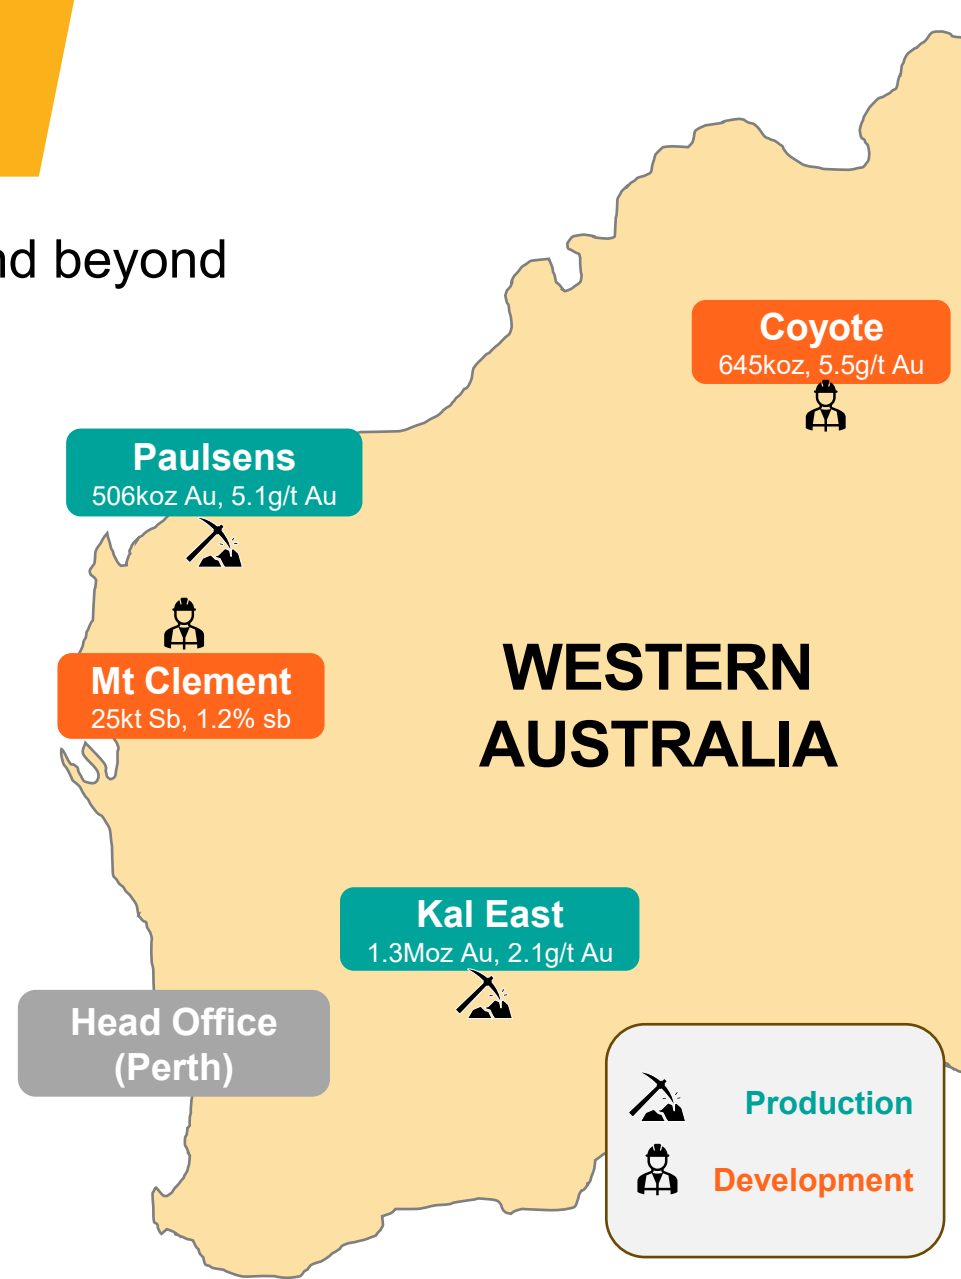 nd beyond
Coyote
645koz, 5.5g/t Au
Paulsens
506koz Au, 5.1g/t Au
Mt Clement
25kt Sb, 1.2% sb
WESTERN
AUSTRALIA
Kal East
1.3Moz Au, 2.1g/t Au
Head Office
(Perth)
Production
Development